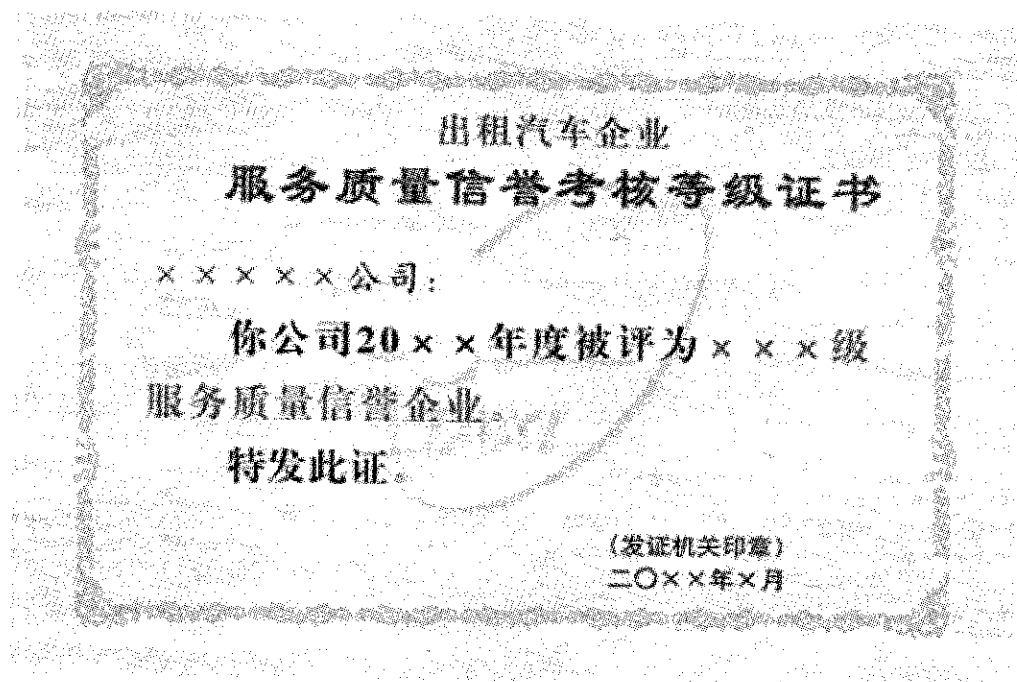 出租汽车企业
服务质量信誉考核等级证书
×××××公司：
你公司20××年度被评为×××级
服务质量信誉企业。
特发此证。
（发证机关印章）
二〇××年×月